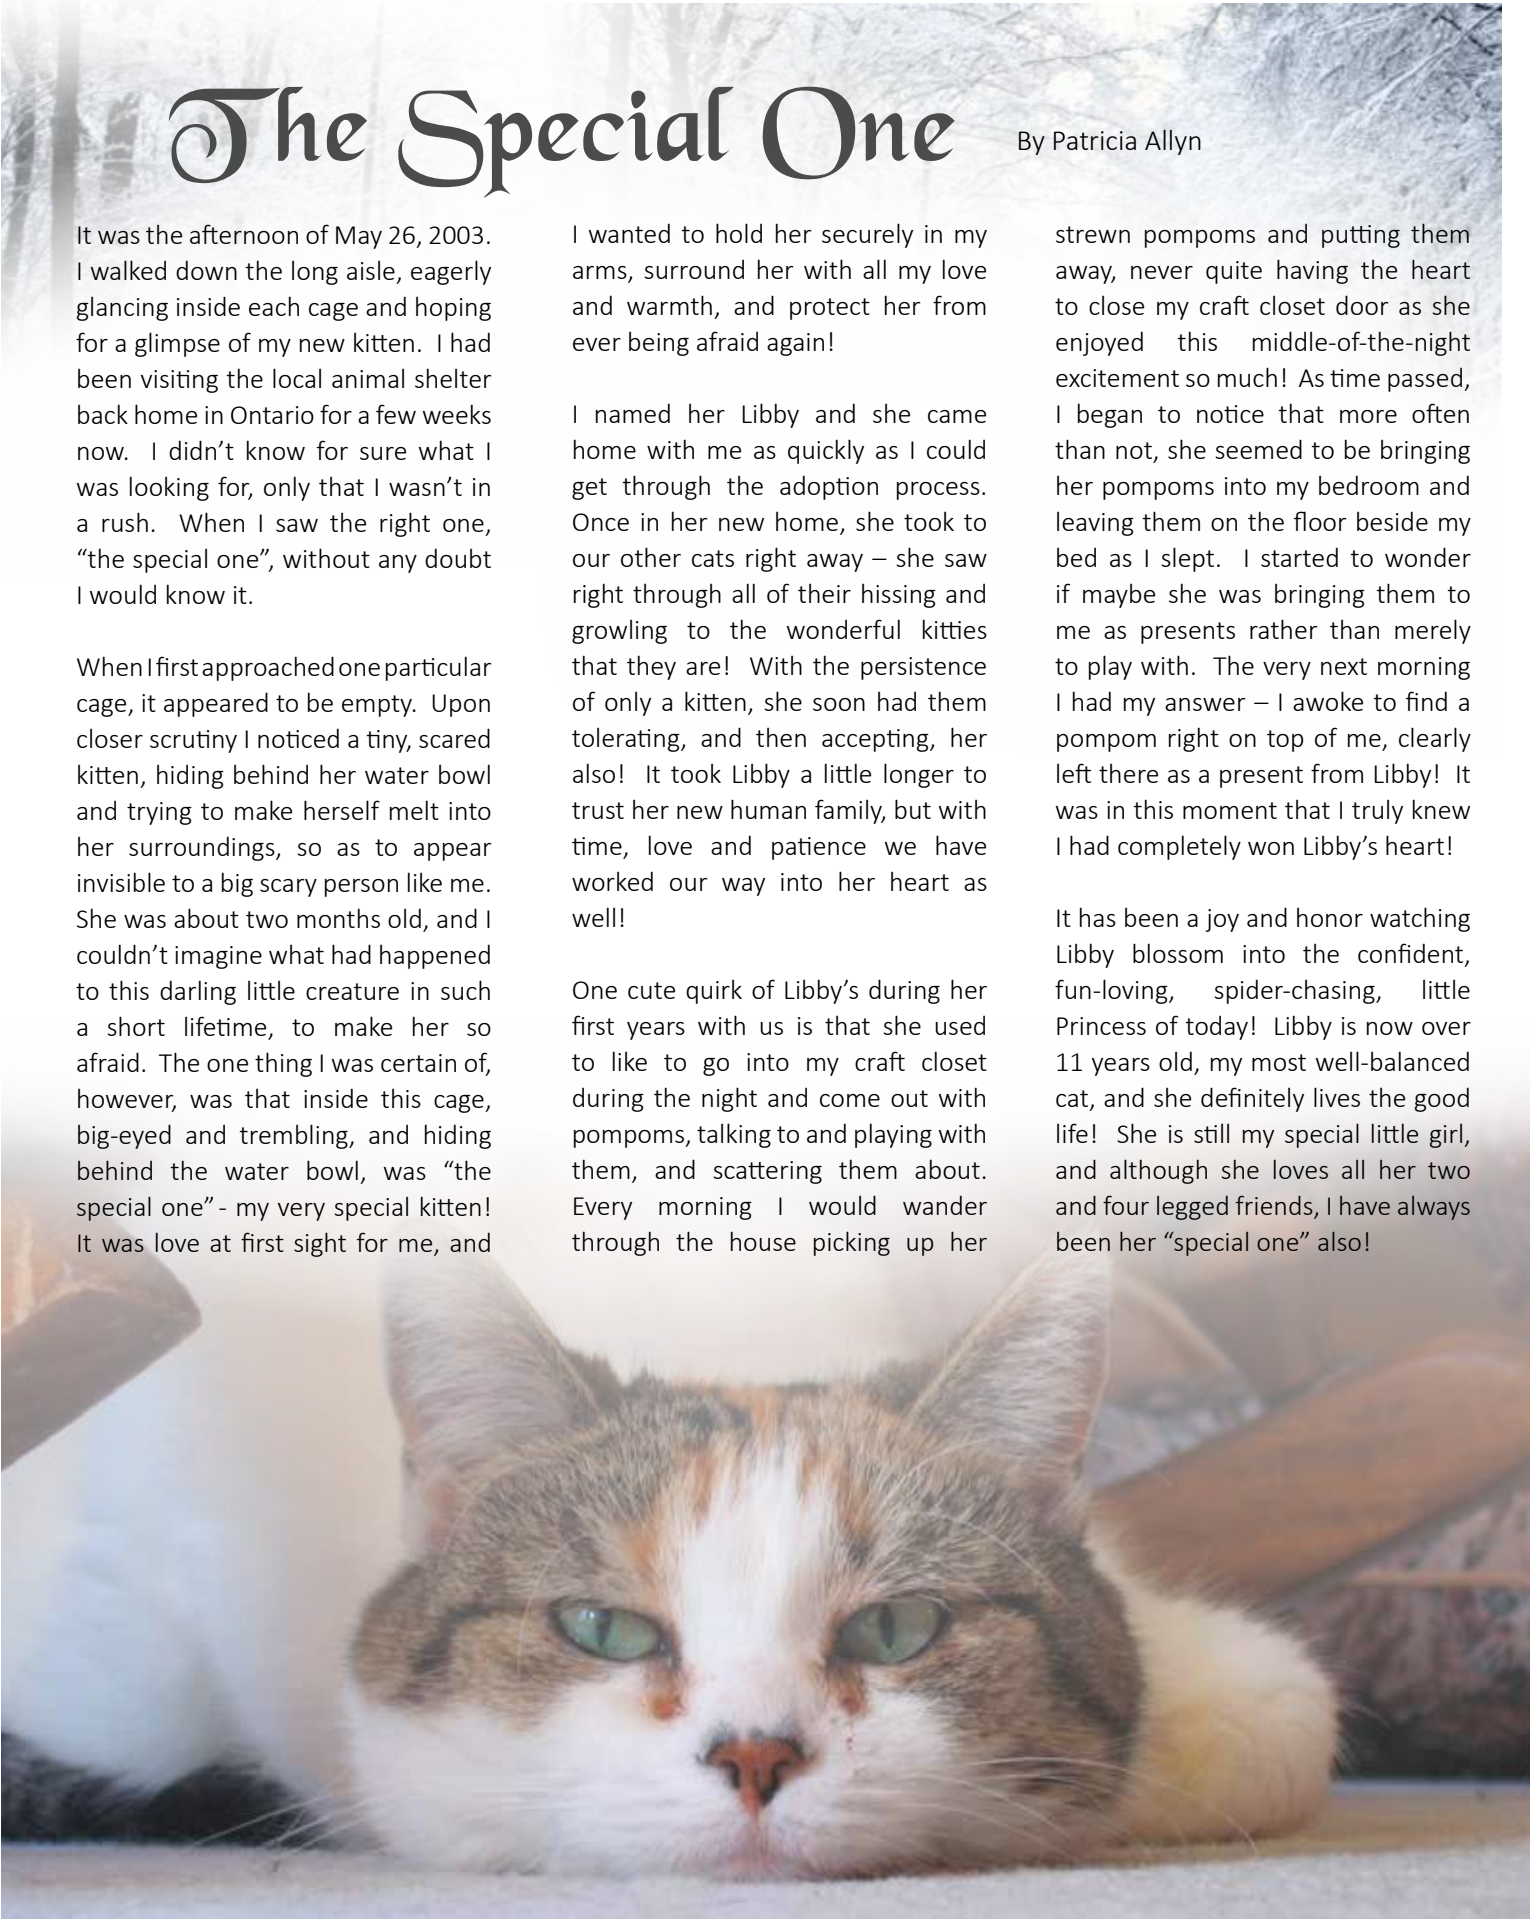 The Special One
By Patricia Allyn
It was the afternoon of May 26, 2003.
I walked down the long aisle, eagerly
glancing inside each cage and hoping
for a glimpse of my new kitten.  I had
been visiting the local animal shelter
back home in Ontario for a few weeks
now.  I didn’t know for sure what I
was looking for, only that I wasn’t in
a rush.  When I saw the right one,
“the special one”, without any doubt
I would know it.
When I first approached one particular
cage, it appeared to be empty.  Upon
closer scrutiny I noticed a tiny, scared
kitten, hiding behind her water bowl
and trying to make herself melt into
her surroundings, so as to appear
invisible to a big scary person like me.
She was about two months old, and I
couldn’t imagine what had happened
to this darling little creature in such
a short lifetime, to make her so
afraid.  The one thing I was certain of,
however, was that inside this cage,
big-eyed and trembling, and hiding
behind the water bowl, was “the
special one” - my very special kitten!
It was love at first sight for me, and
I wanted to hold her securely in my
arms, surround her with all my love
and warmth, and protect her from
ever being afraid again!
I named her Libby and she came
home with me as quickly as I could
get through the adoption process.
Once in her new home, she took to
our other cats right away – she saw
right through all of their hissing and
growling to the wonderful kitties
that they are!  With the persistence
of only a kitten, she soon had them
tolerating, and then accepting, her
also!  It took Libby a little longer to
trust her new human family, but with
time, love and patience we have
worked our way into her heart as
well!
One cute quirk of Libby’s during her
first years with us is that she used
to like to go into my craft closet
during the night and come out with
pompoms, talking to and playing with
them, and scattering them about.
Every morning I would wander
through the house picking up her
strewn pompoms and putting them
away, never quite having the heart
to close my craft closet door as she
enjoyed this middle-of-the-night
excitement so much!  As time passed,
I began to notice that more often
than not, she seemed to be bringing
her pompoms into my bedroom and
leaving them on the floor beside my
bed as I slept.  I started to wonder
if maybe she was bringing them to
me as presents rather than merely
to play with.  The very next morning
I had my answer – I awoke to find a
pompom right on top of me, clearly
left there as a present from Libby!  It
was in this moment that I truly knew
I had completely won Libby’s heart!
It has been a joy and honor watching
Libby blossom into the confident,
fun-loving, spider-chasing, little
Princess of today!  Libby is now over
11 years old, my most well-balanced
cat, and she definitely lives the good
life!  She is still my special little girl,
and although she loves all her two
and four legged friends, I have always
been her “special one” also!